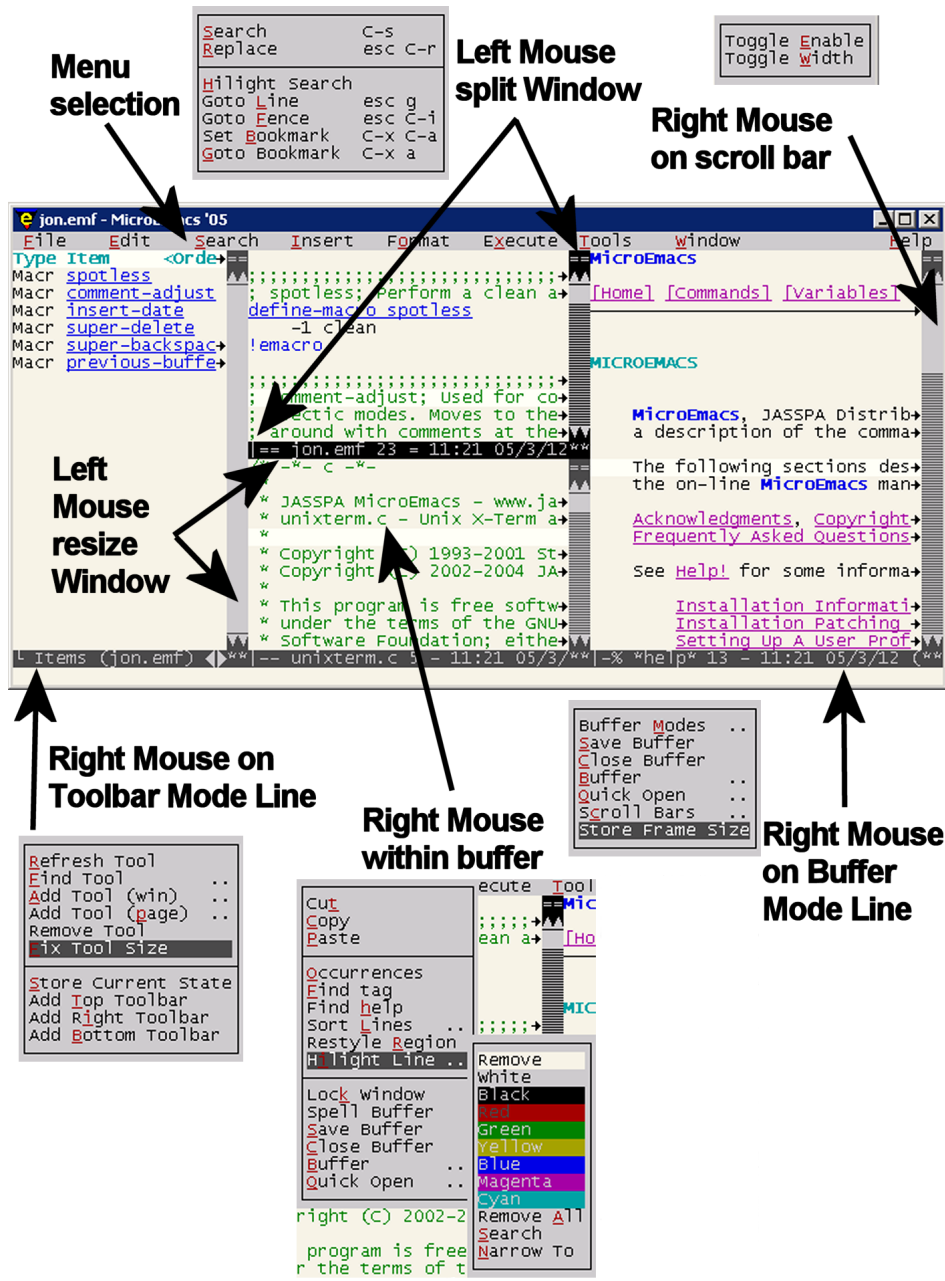 Search C-s
Replace esc C-r
Hilight Search
Goto Line esc g
Goto Fence esc C-i
Set Bookmark C-x C-a
Goto Bookmark C-x a
Menu
selection
Left Mouse
split Window
Toggle Enable
Toggle Width
Right Mouse
on scroll bar
jon.emf - MicroEmacs '05
File Edit Search Insert Format Execute Tools Window Help
Type Item <Orde
Macr spotless
Macr comment-adjust
Macr insert-date
Macr super-delete
Macr super-backspac
Macr previous-buffe
;;;;;;;;;;;;;;;;;;;;;;;;;;;;;
; spotless; Perform a clean a
define-macro spotless
-1 clean
!emacro
;;;;;;;;;;;;;;;;;;;;;;;;;;;;;
; comment-adjust; Used for co
; ectic modes. Moves to the
; around with comments at the
== jon.emf 23 = 11:21 05/3/12**
/* -*- c -*-
*
* JASSPA MicroEmacs - www.ja
* unixterm.c - Unix X-Term a
*
* Copyright (C) 1993-2001 St
* Copyright (C) 2002-2004 JA
*
* This program is free softw
* under the terms of the GNU
* Software Foundation; eithe
MicroEmacs
[Home] [Commands] [Variables]
MICROEMACS
MicroEmacs, JASSPA Distrib
a description of the comma
The following sections des
the on-line MicroEmacs man
Acknowledgments, Copyright
Frequently Asked Questions
See Help! for some informa
Installation Informati
Installation Patching
Setting Up A User Prof
Items (jon.emf) **|-- unixterm.c 5 - 11:21 05/3/**|-% *help* 13 - 11:21 05/3/12 (**
Left
Mouse
resize
Window
Right Mouse on
Toolbar Mode Line
Refresh Tool
Find Tool ..
Add Tool (win) ..
Add Tool (page) ..
Remove Tool
Fix Tool Size
Store Current State
Add Top Toolbar
Add Right Toolbar
Add Bottom Toolbar
Right Mouse
within buffer
Buffer Modes ..
Save Buffer
Close Buffer
Buffer ..
Quick Open ..
Scroll Bars ..
Store Frame Size
Right Mouse
on Buffer
Mode Line
Cut
Copy
Paste
Occurrences
Find tag
Find help
Sort Lines ..
Restyle Region
Hilight Line ..
Lock Window
Spell Buffer
Save Buffer
Close Buffer
Buffer ..
Quick Open ..
ecute Tool
Mic
;;;;;
ean a [Ho
MIC
;;;;;
Remove
White
Black
Red
Green
Yellow
Blue
Magenta
Cyan
Remove All
Search
Narrow To
right (C) 2002-2
program is free
r the terms of t